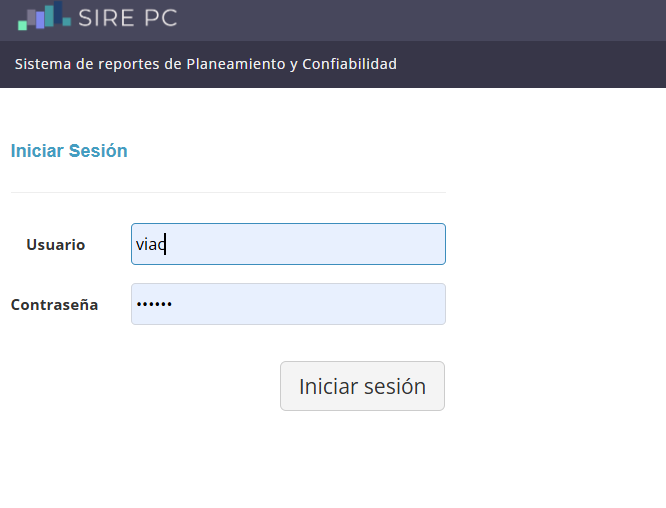 SIRE PC
Sistema de reportes de Planeamiento y Confiabilidad
Iniciar Sesión
Usuario
viac
Contraseña
••••••
Iniciar sesión